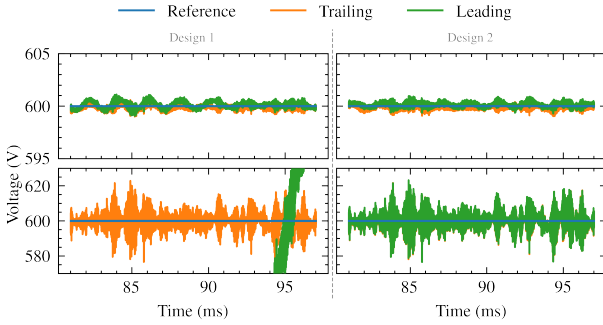 Reference Trailing Leading
Design 1 Design 2
605
600
595
Voltage (V)
620
600
580
85 90 95 85 90 95
Time (ms) Time (ms)